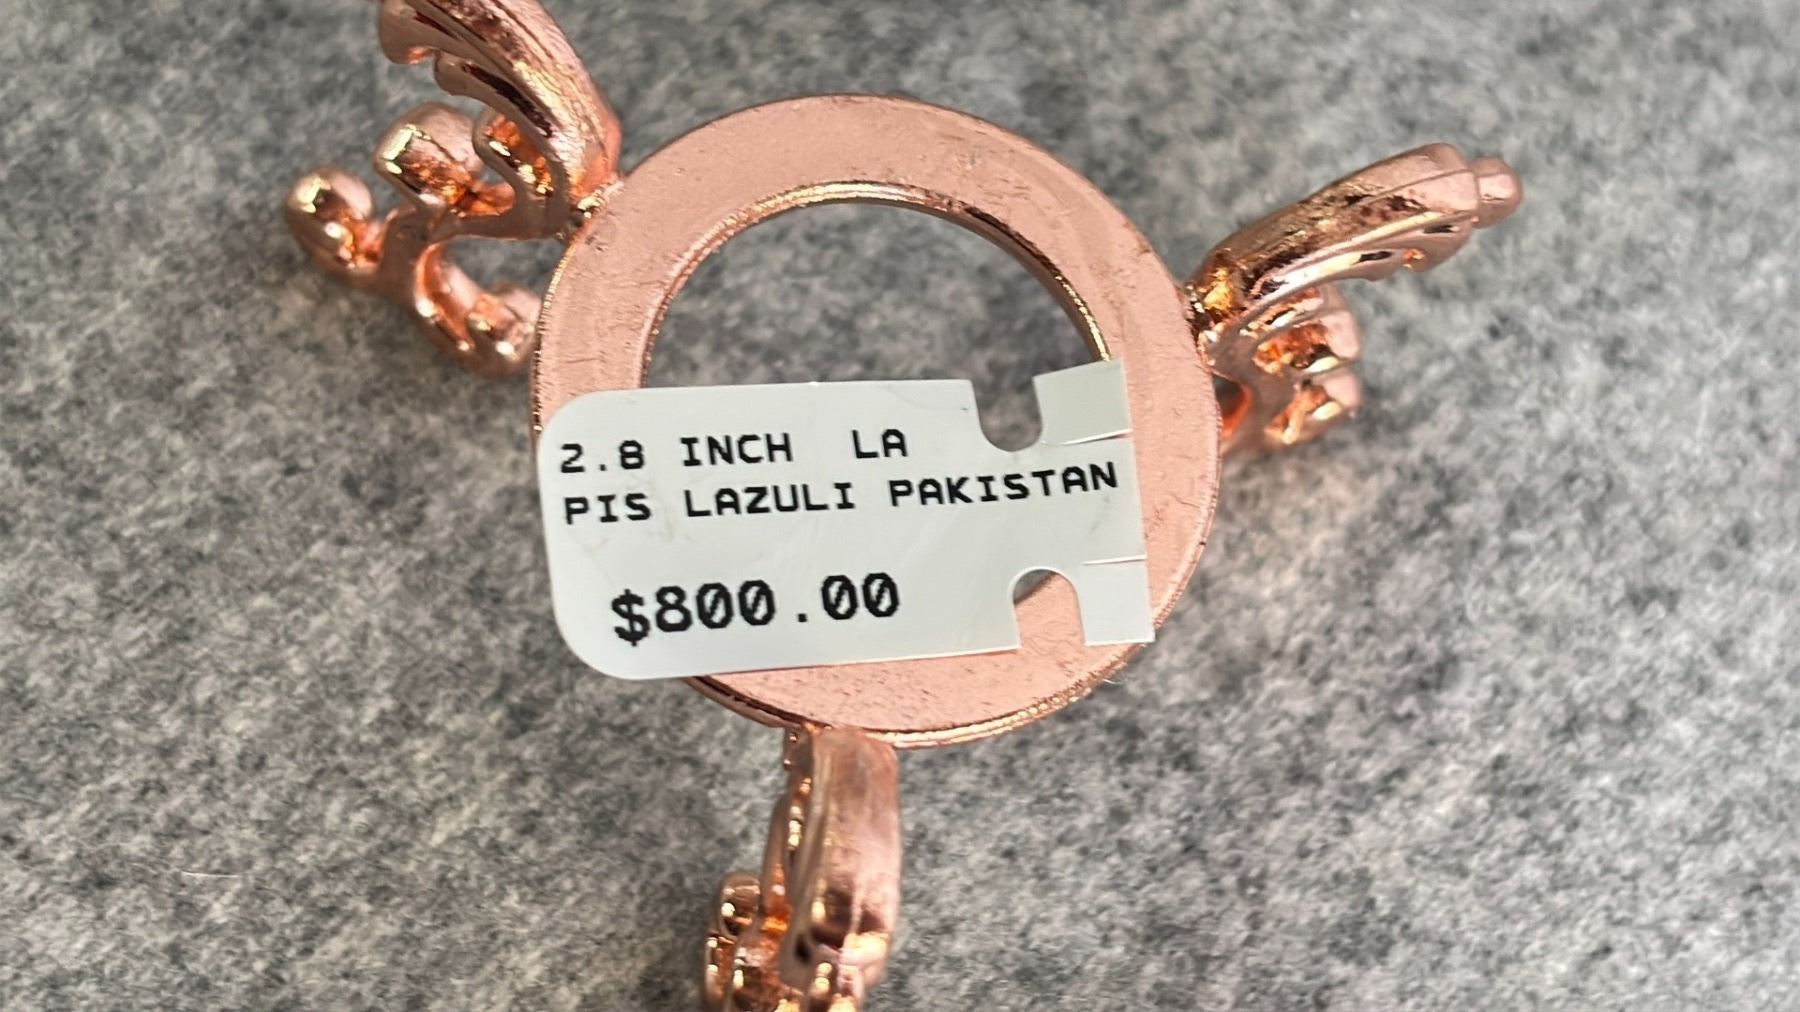 2.8 INCH  LA
PIS LAZULI PAKISTAN
$800.00